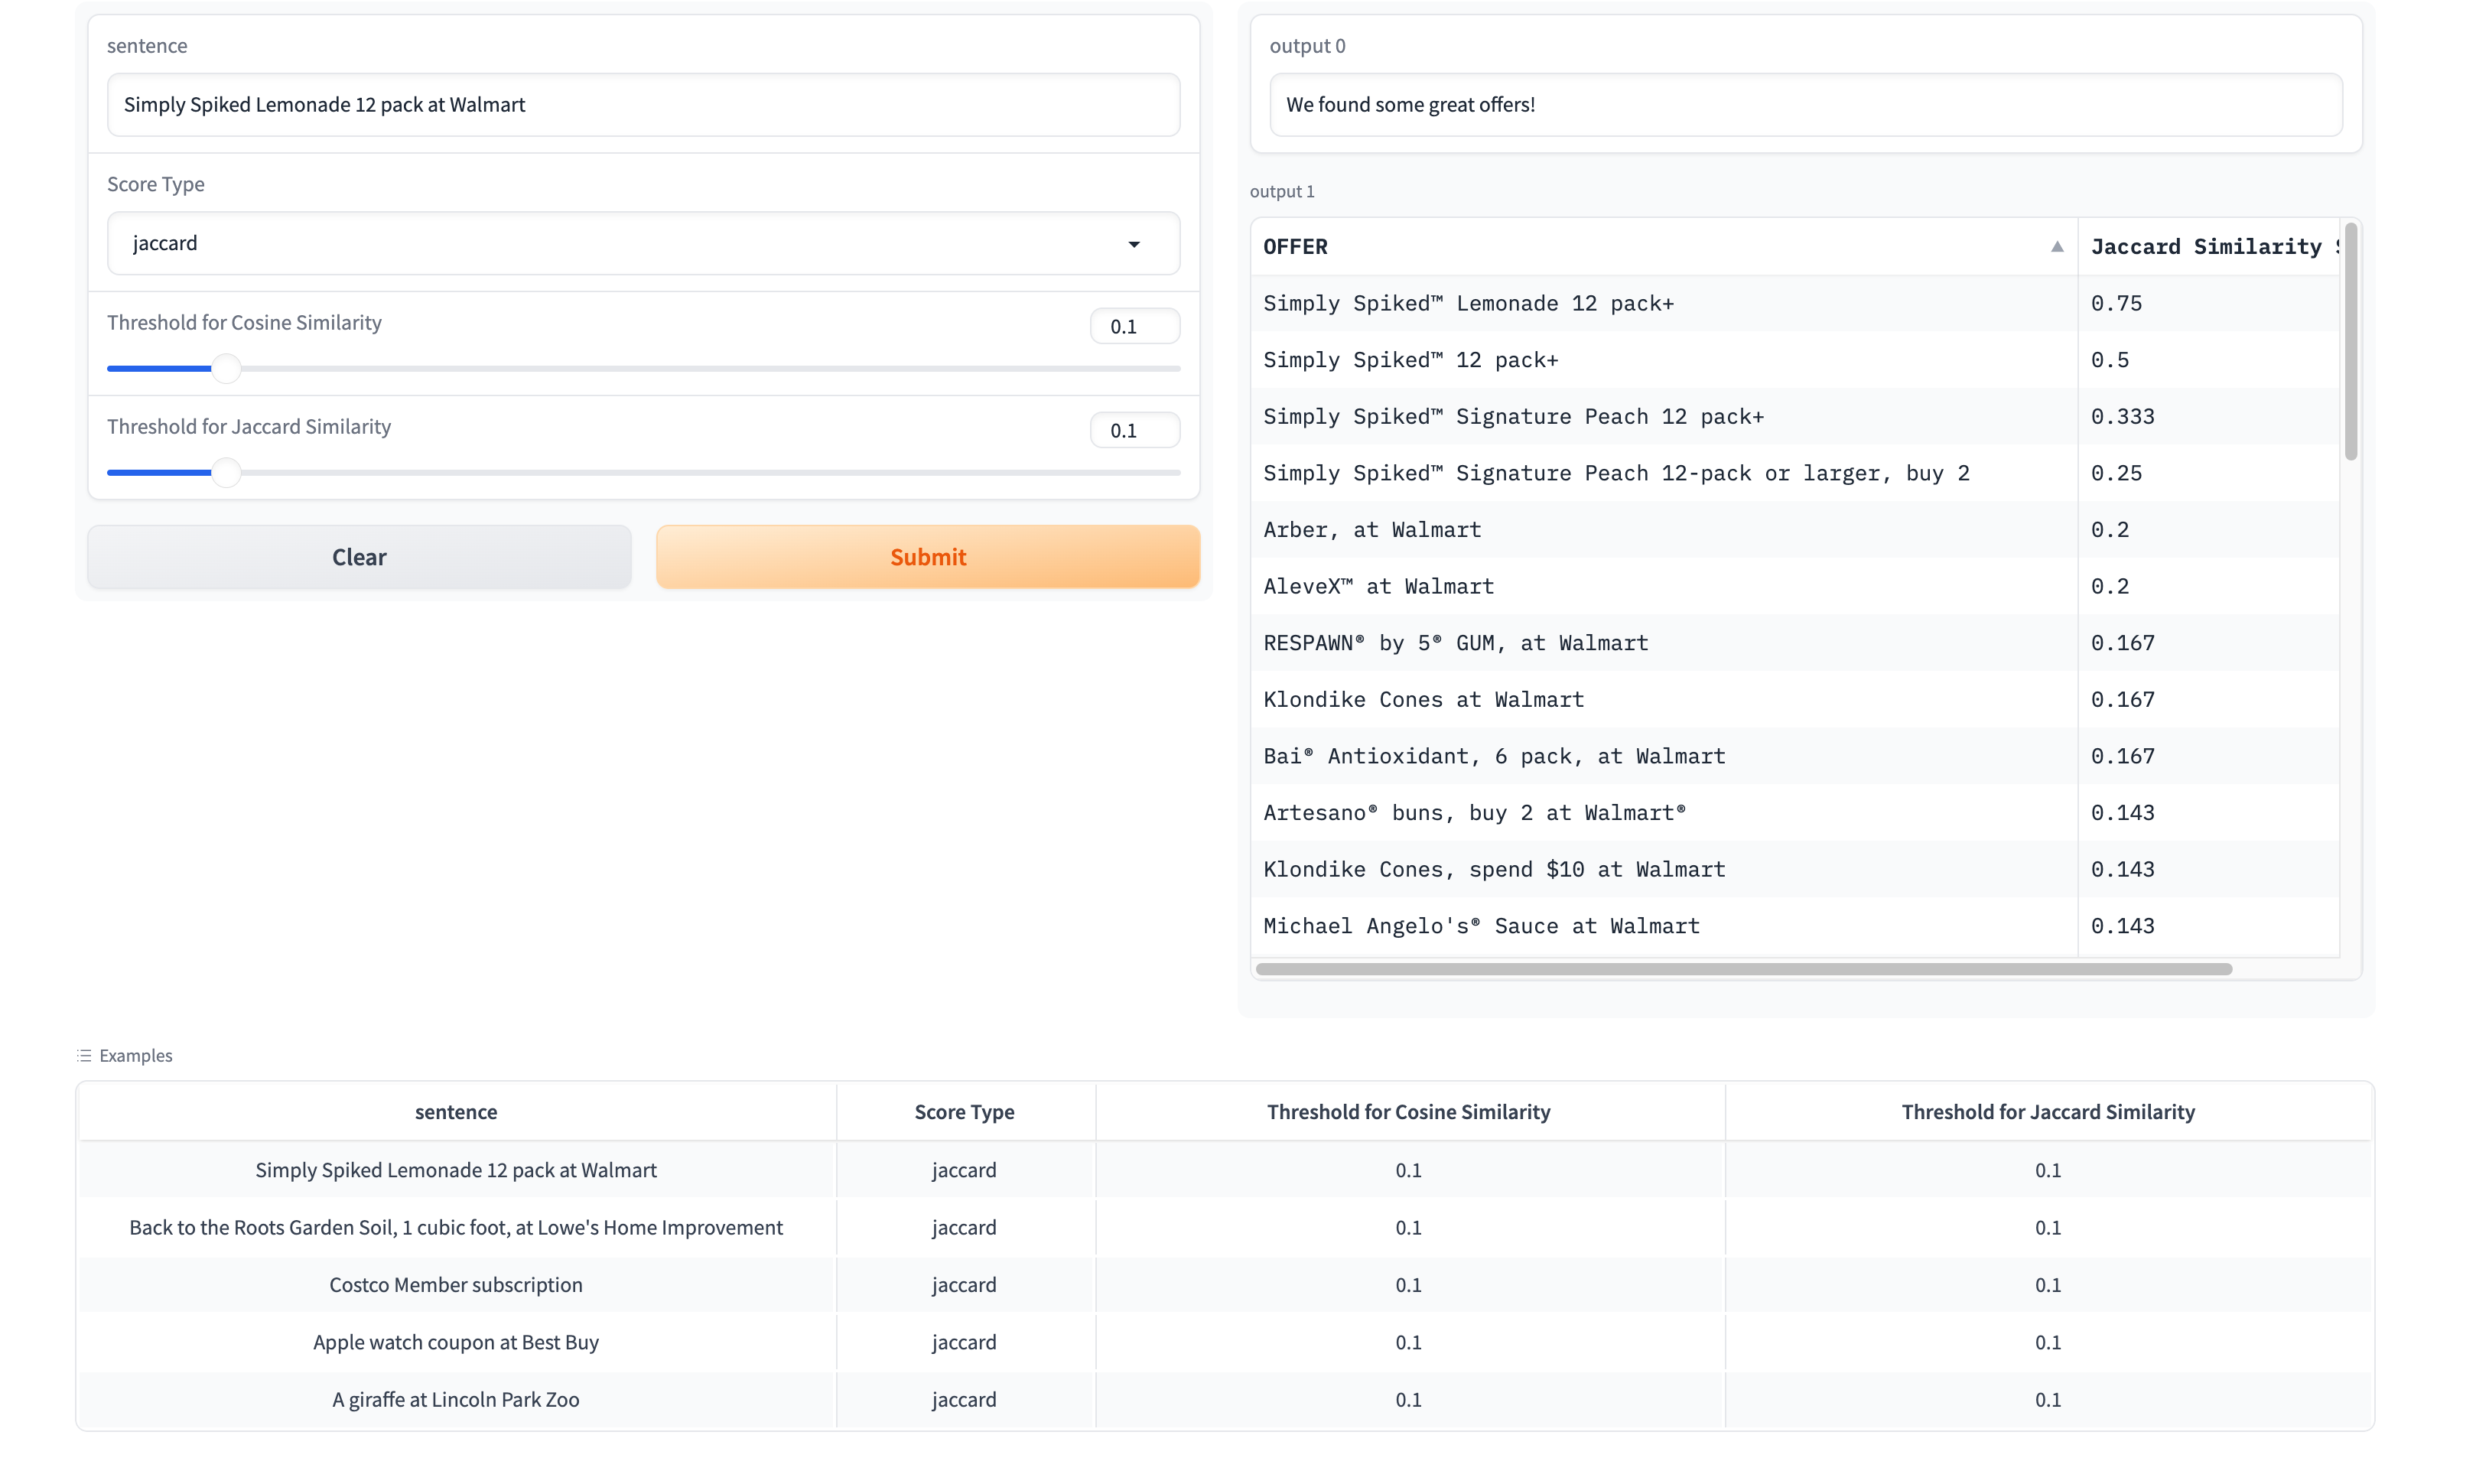 sentence
Simply Spiked Lemonade 12 pack at Walmart
Score Type
jaccard
Threshold for Cosine Similarity 0.1
Threshold for Jaccard Similarity 0.1
Clear Submit
output 0
We found some great offers!
output 1
OFFER Jaccard Similarity
Simply Spiked™ Lemonade 12 pack+ 0.75
Simply Spiked™ 12 pack+ 0.5
Simply Spiked™ Signature Peach 12 pack+ 0.333
Simply Spiked™ Signature Peach 12-pack or larger, buy 2 0.25
Arber, at Walmart 0.2
AleveX™ at Walmart 0.2
RESPAWN® by 5® GUM, at Walmart 0.167
Klondike Cones at Walmart 0.167
Bai® Antioxidant, 6 pack, at Walmart 0.167
Artesano® buns, buy 2 at Walmart® 0.143
Klondike Cones, spend $10 at Walmart 0.143
Michael Angelo's® Sauce at Walmart 0.143
Examples
sentence Score Type Threshold for Cosine Similarity Threshold for Jaccard Similarity
Simply Spiked Lemonade 12 pack at Walmart jaccard 0.1 0.1
Back to the Roots Garden Soil, 1 cubic foot, at Lowe's Home Improvement jaccard 0.1 0.1
Costco Member subscription jaccard 0.1 0.1
Apple watch coupon at Best Buy jaccard 0.1 0.1
A giraffe at Lincoln Park Zoo jaccard 0.1 0.1